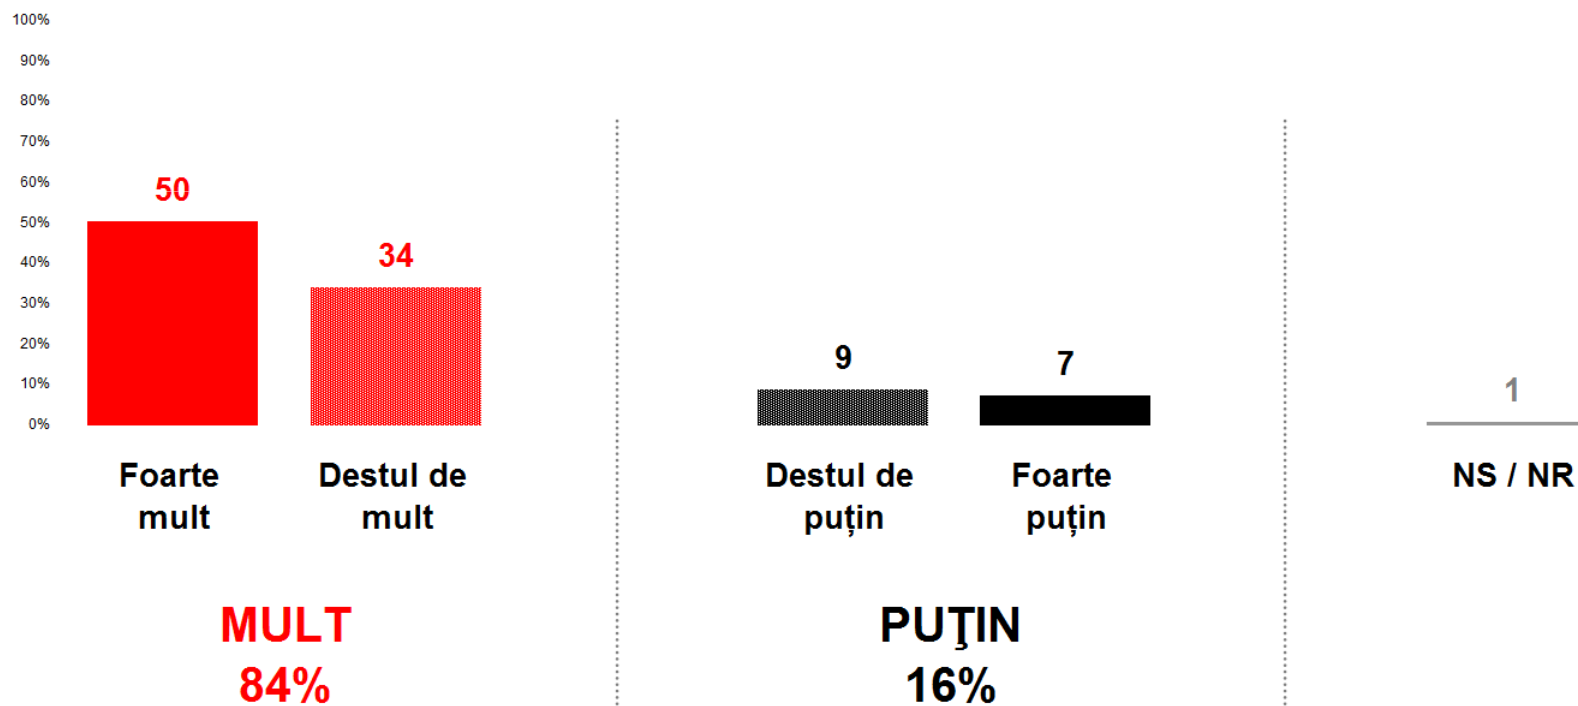 100%
90%
80%
70%
60%
50%
40%
30%
20%
10%
0%
50
34
9
7
1
Foarte
mult
Destul de
mult
Destul de
puțin
Foarte
puțin
NS / NR
MULT
84%
PUŢIN
16%